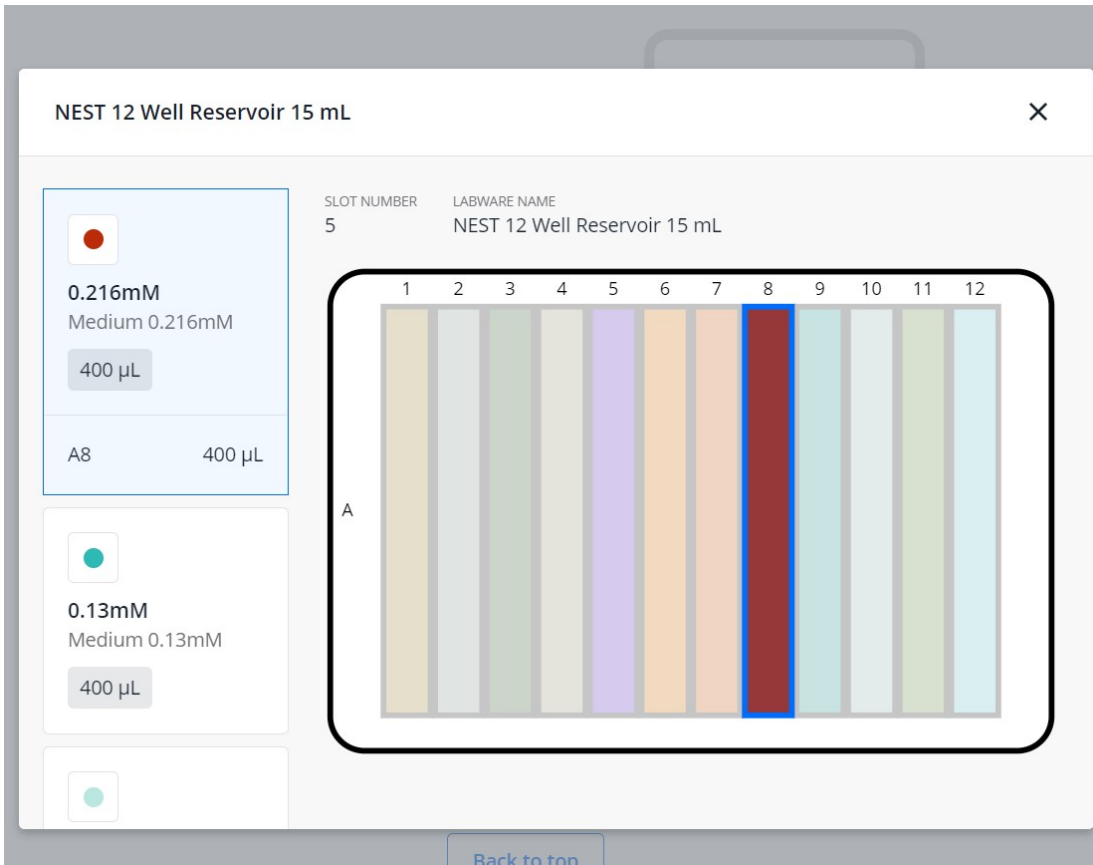 NEST 12 Well Reservoir 15 mL
0.216mM
Medium 0.216mM
400 µL
A8 400 µL
0.13mM
Medium 0.13mM
400 µL
SLOT NUMBER LABWARE NAME
5 NEST 12 Well Reservoir 15 mL
1 2 3 4 5 6 7 8 9 10 11 12
A
Back to top